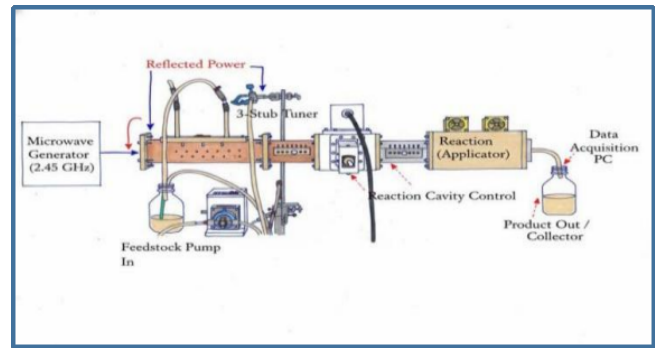 Reflected Power
3-Stub Tuner
Microwave
Generator
(2.45 GHz)
Reaction
(Applicator)
Data
Acquisition
PC
Reaction Cavity Control
Product Out /
Collector
Feedstock Pump
In